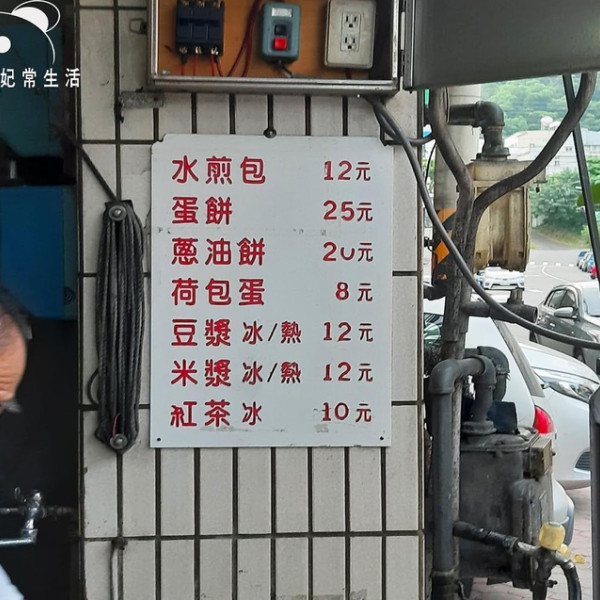 妃常生活
水煎包 12元
蛋餅 25元
蔥油餅 20元
荷包蛋 8元
豆漿 冰/熱 12元
米漿 冰/熱 12元
紅茶 冰 10元